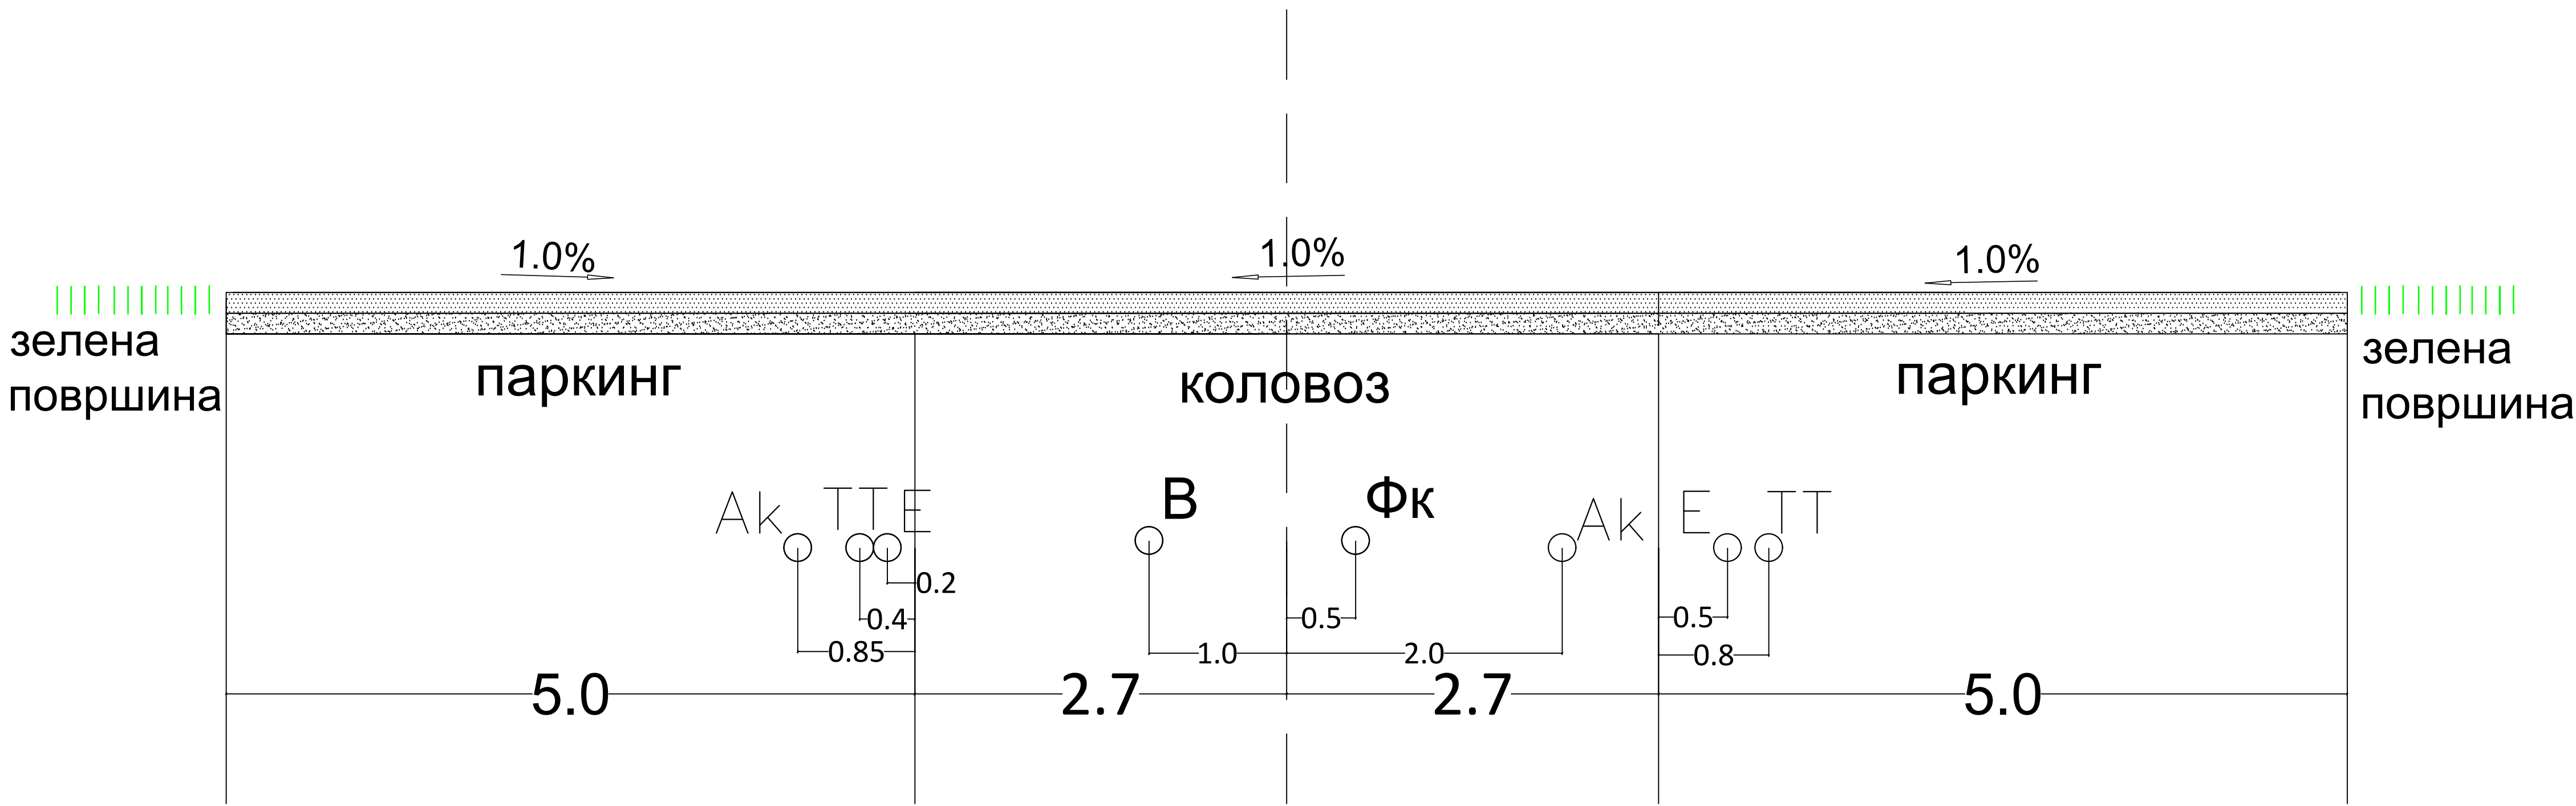 1.0%
1.0%
1.0%
зелена
површина
паркинг
коловоз
паркинг
зелена
површина
Ak
TT
E
В
Фк
Ak
E
TT
0.2
0.4
0.85
1.0
0.5
2.0
0.5
0.8
5.0
2.7
2.7
5.0